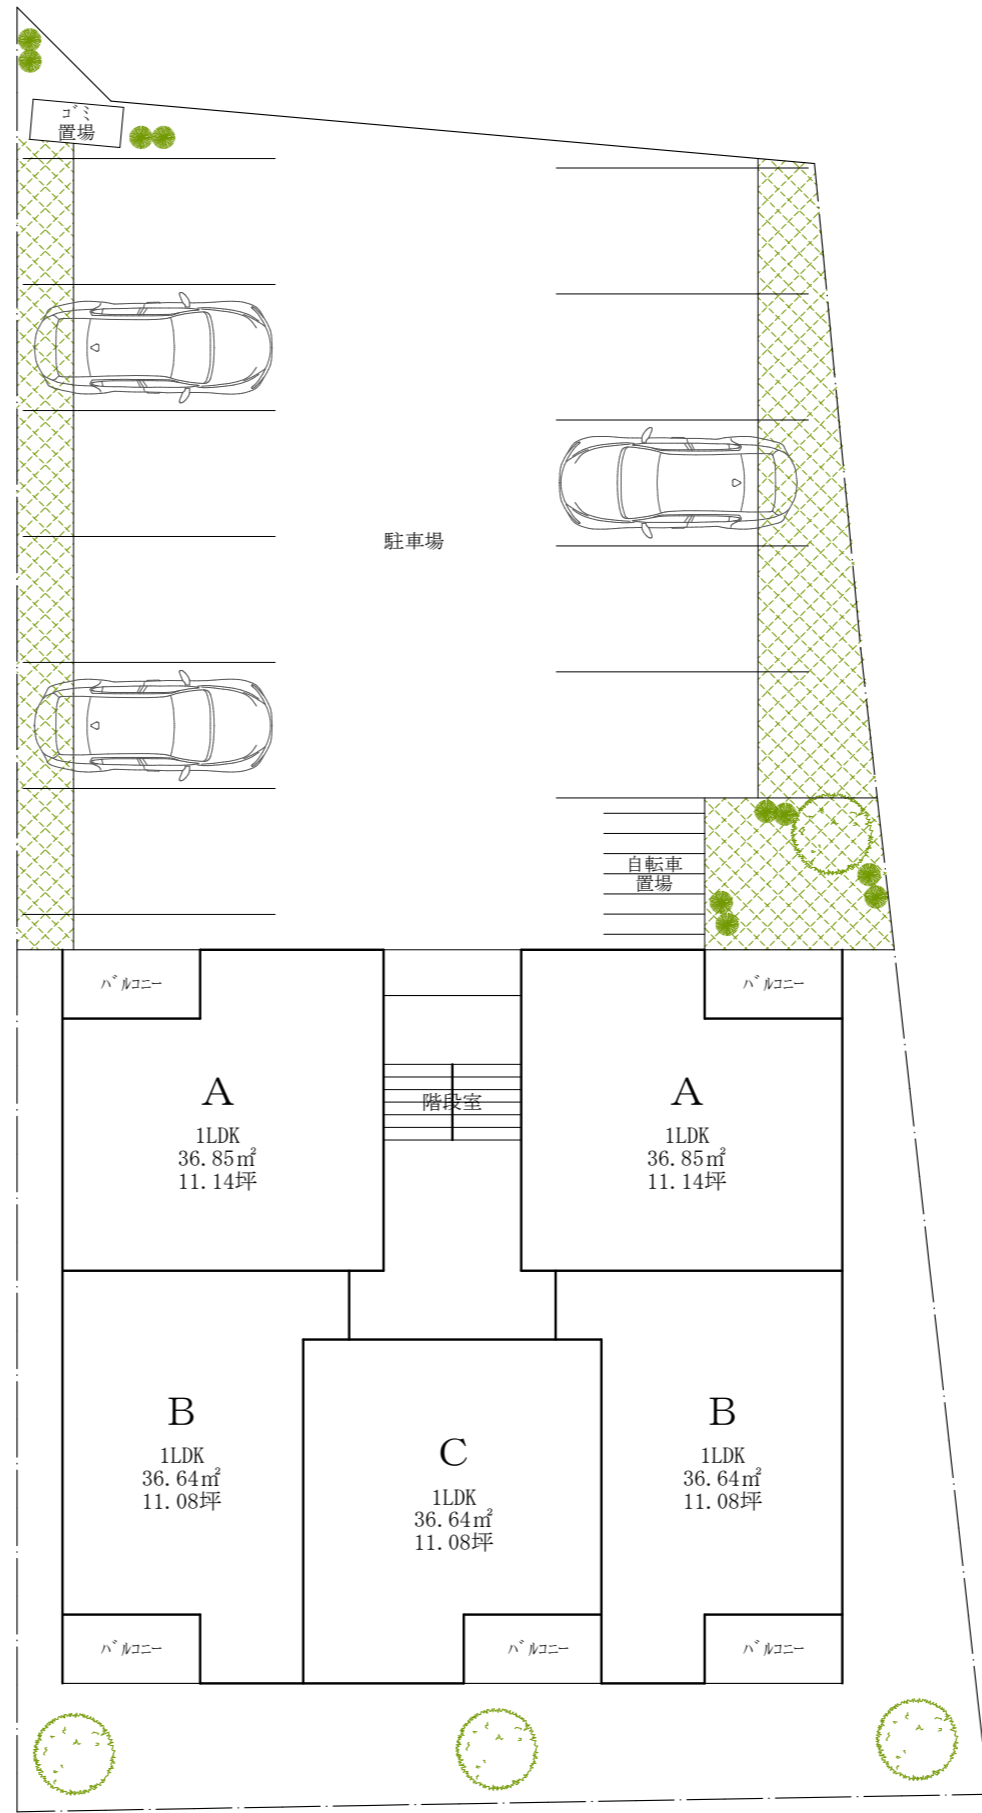 ゴミ
置場
駐車場
自転車
置場
バルコニー
バルコニー
階段室
A
1LDK
36.85㎡
11.14坪
A
1LDK
36.85㎡
11.14坪
B
1LDK
36.64㎡
11.08坪
C
1LDK
36.64㎡
11.08坪
B
1LDK
36.64㎡
11.08坪
バルコニー
バルコニー
バルコニー